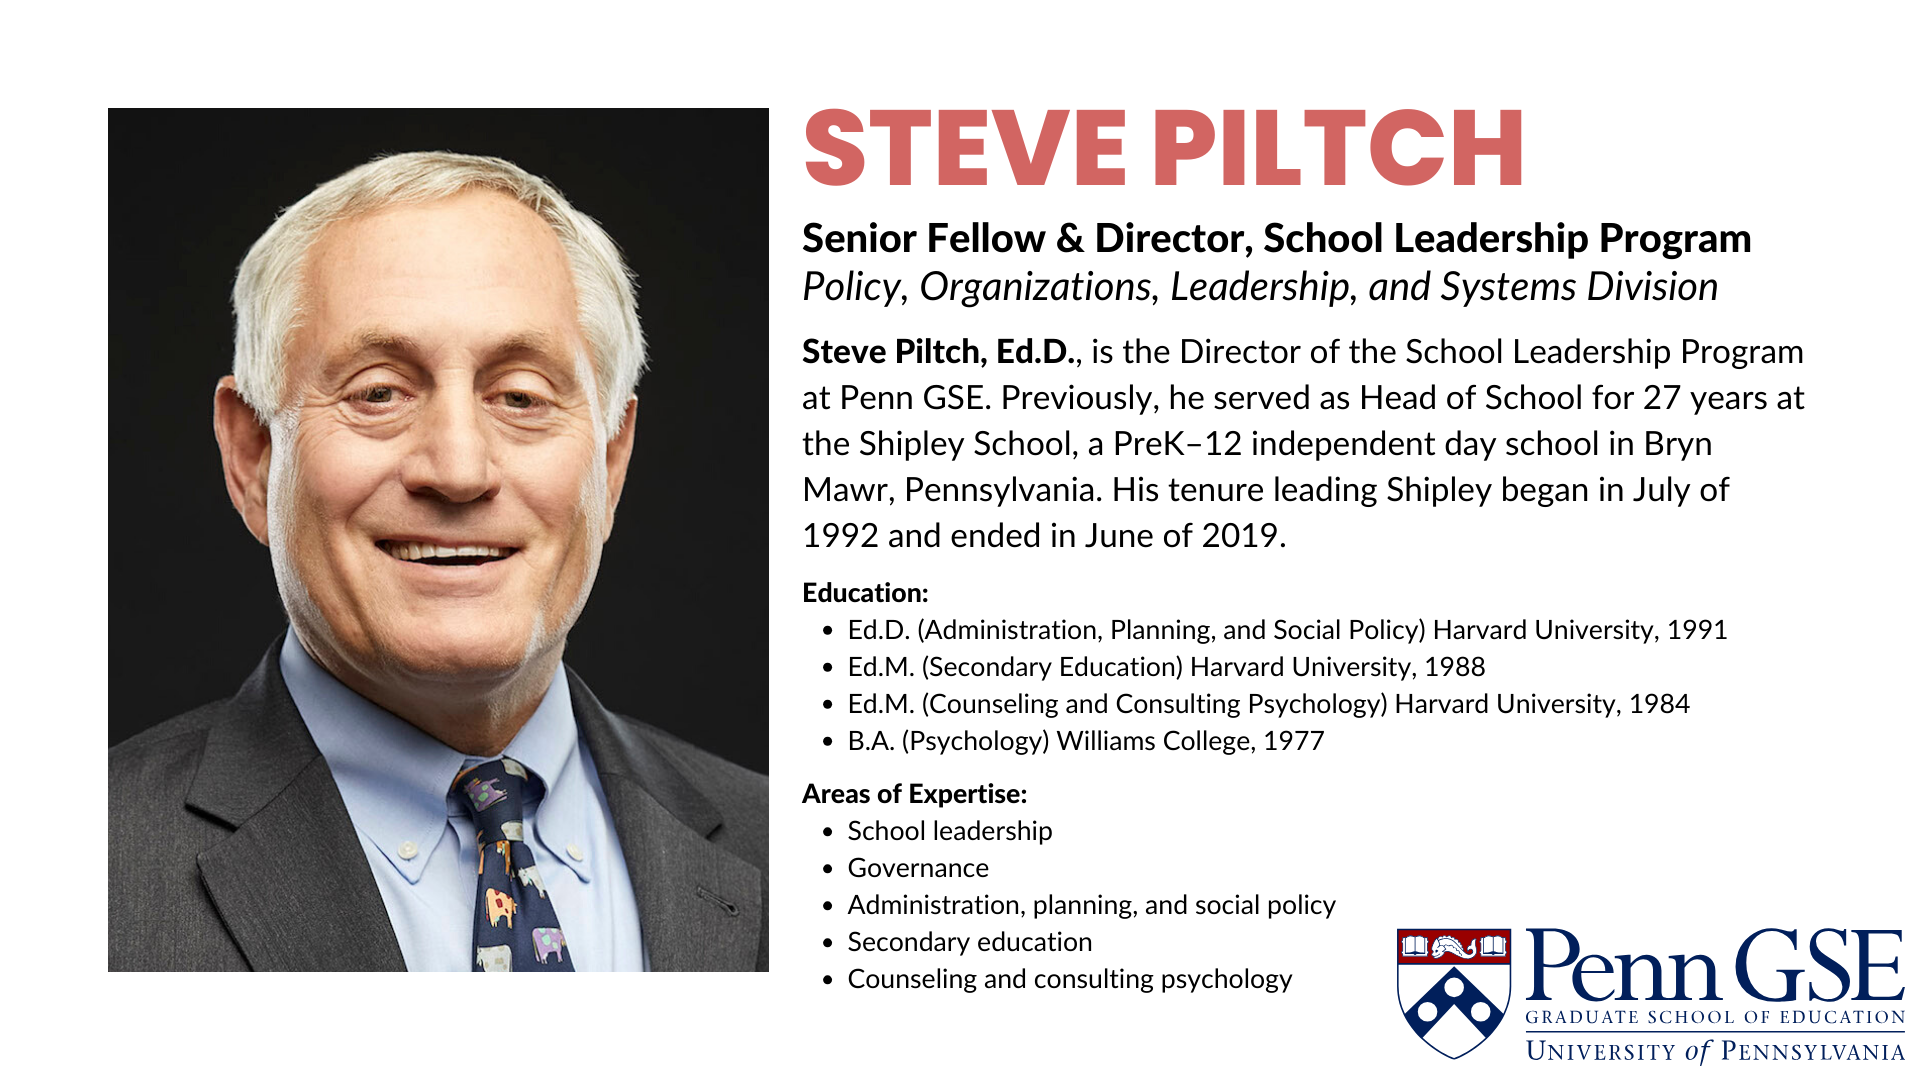 STEVE PILTCH
Senior Fellow & Director, School Leadership Program
Policy, Organizations, Leadership, and Systems Division
Steve Piltch, Ed.D., is the Director of the School Leadership Program
at Penn GSE. Previously, he served as Head of School for 27 years at
the Shipley School, a PreK–12 independent day school in Bryn
Mawr, Pennsylvania. His tenure leading Shipley began in July of
1992 and ended in June of 2019.
Education:
• Ed.D. (Administration, Planning, and Social Policy) Harvard University, 1991
• Ed.M. (Secondary Education) Harvard University, 1988
• Ed.M. (Counseling and Consulting Psychology) Harvard University, 1984
• B.A. (Psychology) Williams College, 1977
Areas of Expertise:
• School leadership
• Governance
• Administration, planning, and social policy
• Secondary education
• Counseling and consulting psychology
Penn GSE
GRADUATE SCHOOL OF EDUCATION
UNIVERSITY of PENNSYLVANIA